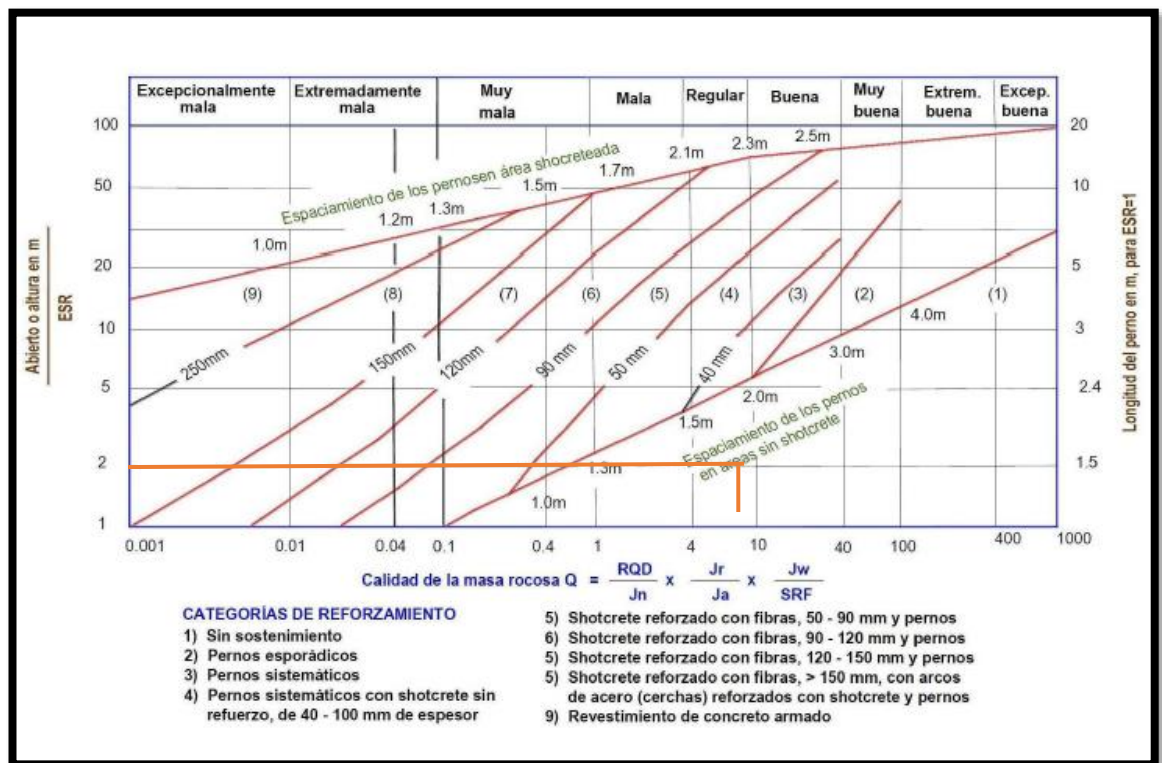 Excepcionalmente
mala
Extremadamente
mala
Muy
mala
Mala
Regular
Buena
Muy
buena
Extrem.
buena
Excep.
buena
100
50
20
10
5
2
1
Abierto o altura en m
ESR
20
10
5
3
2.4
1.5
Longitud del perno en m, para ESR=1
Espaciamiento de los pernosen área shocreteada
1.0m
1.2m
1.3m
1.5m
1.7m
2.1m
2.3m
2.5m
(9)
(8)
(7)
(6)
(5)
(4)
(3)
(2)
(1)
250mm
150mm
120mm
90 mm
50 mm
40 mm
4.0m
3.0m
2.0m
1.5m
1.3m
1.0m
Espaciamiento de los pernos
en areas sin shotcrete
0.001
0.01
0.04
0.1
0.4
1
4
10
40
100
400
1000
Calidad de la masa rocosa Q = RQD x Jr x Jw
Jn Ja SRF
CATEGORÍAS DE REFORZAMIENTO
1) Sin sostenimiento
2) Pernos esporádicos
3) Pernos sistemáticos
4) Pernos sistemáticos con shotcrete sin
refuerzo, de 40 - 100 mm de espesor
5) Shotcrete reforzado con fibras, 50 - 90 mm y pernos
6) Shotcrete reforzado con fibras, 90 - 120 mm y pernos
5) Shotcrete reforzado con fibras, 120 - 150 mm y pernos
5) Shotcrete reforzado con fibras, > 150 mm, con arcos
de acero (cerchas) reforzados con shotcrete y pernos
9) Revestimiento de concreto armado